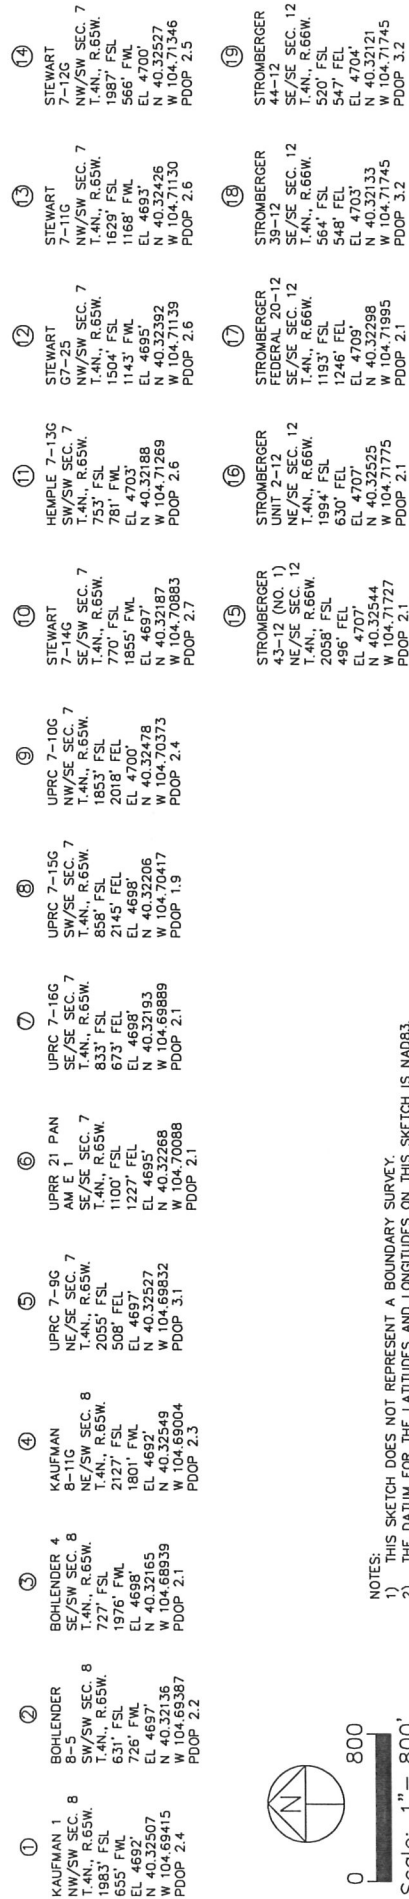 ①
KAUFMAN 1
NW/SW SEC. 8
T.4N., R.65W.
1983' FSL
655' FWL
EL 4692'
N 40.32507
W 104.69415
PDOP 2.4
②
BOHLENDER
8-5
SW/SW SEC. 8
T.4N., R.65W.
631' FSL
726' FWL
EL 4697'
N 40.32136
W 104.69387
PDOP 2.2
③
BOHLENDER 4
SE/SW SEC. 8
T.4N., R.65W.
727' FSL
1976' FWL
EL 4698'
N 40.32165
W 104.68939
PDOP 2.1
④
KAUFMAN
8-11G
NE/SW SEC. 8
T.4N., R.65W.
2127' FSL
1801' FWL
EL 4692'
N 40.32549
W 104.69004
PDOP 2.3
⑤
UPRC 7-9G
NE/SE SEC. 7
T.4N., R.65W.
2055' FSL
508' FEL
EL 4697'
N 40.32527
W 104.69832
PDOP 3.1
⑥
UPRR 21 PAN
AM E 1
SE/SE SEC. 7
T.4N., R.65W.
1100' FSL
1227' FEL
EL 4695'
N 40.32268
W 104.70088
PDOP 2.1
⑦
UPRC 7-16G
SE/SE SEC. 7
T.4N., R.65W.
833' FSL
673' FEL
EL 4698'
N 40.32193
W 104.69889
PDOP 2.1
⑧
UPRC 7-15G
SW/SE SEC. 7
T.4N., R.65W.
858' FSL
2145' FEL
EL 4698'
N 40.32206
W 104.70417
PDOP 1.9
⑨
UPRC 7-10G
NW/SE SEC. 7
T.4N., R.65W.
1853' FSL
2018' FEL
EL 4700'
N 40.32478
W 104.70373
PDOP 2.4
⑩
STEWART
7-14G
SE/SW SEC. 7
T.4N., R.65W.
770' FSL
1855' FWL
EL 4697'
N 40.32187
W 104.70883
PDOP 2.7
⑪
HEMPLE 7-13G
SW/SW SEC. 7
T.4N., R.65W.
753' FSL
781' FWL
EL 4703'
N 40.32188
W 104.71269
PDOP 2.6
⑫
STEWART
G7-25
NW/SW SEC. 7
T.4N., R.65W.
1504' FSL
1143' FWL
EL 4695'
N 40.32392
W 104.71139
PDOP 2.6
⑬
STEWART
7-11G
NW/SW SEC. 7
T.4N., R.65W.
1629' FSL
1168' FWL
EL 4693'
N 40.32426
W 104.71130
PDOP 2.6
⑭
STEWART
7-12G
NW/SW SEC. 7
T.4N., R.65W.
1987' FSL
566' FWL
EL 4700'
N 40.32527
W 104.71346
PDOP 2.5
⑮
STROMBERGER
43-12 (NO. 1)
NE/SE SEC. 12
T.4N., R.66W.
2058' FSL
496' FEL
EL 4707'
N 40.32544
W 104.71727
PDOP 2.1
⑯
STROMBERGER
UNIT 2-12
NE/SE SEC. 12
T.4N., R.66W.
1994' FSL
630' FEL
EL 4707'
N 40.32525
W 104.71775
PDOP 2.1
⑰
STROMBERGER
FEDERAL 20-12
SE/SE SEC. 12
T.4N., R.66W.
1193' FSL
1246' FEL
EL 4709'
N 40.32298
W 104.71995
PDOP 2.1
⑱
STROMBERGER
39-12
SE/SE SEC. 12
T.4N., R.66W.
564' FSL
548' FEL
EL 4703'
N 40.32133
W 104.71745
PDOP 3.2
⑲
STROMBERGER
44-12
SE/SE SEC. 12
T.4N., R.66W.
520' FSL
547' FEL
EL 4704'
N 40.32121
W 104.71745
PDOP 3.2
N
0 800
Scale: 1"= 800'
NOTES:
1) THIS SKETCH DOES NOT REPRESENT A BOUNDARY SURVEY.
2) THE DATUM FOR THE LATITUDES AND LONGITUDES ON THIS SKETCH IS NAD83.